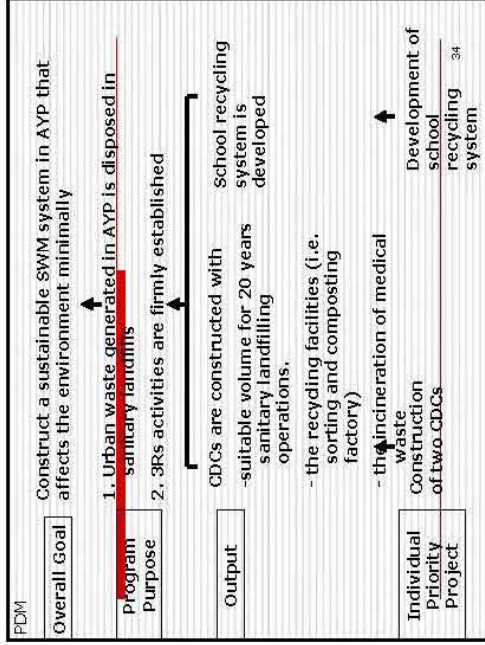 PDM
Overall Goal
Construct a sustainable SWM system in AYP that
affects the environment minimally
Program
Purpose
1. Urban waste generated in AYP is disposed in
sanitary landfills
2. 3Rs activities are firmly established
Output
CDCs are constructed with
-suitable volume for 20 years
sanitary landfilling
operations.
- the recycling facilities (i.e.
sorting and composting
factory)
- the incineration of medical
waste
School recycling
system is
developed
Individual
Priority
Project
Construction
of two CDCs
Development of
school
recycling
system
34